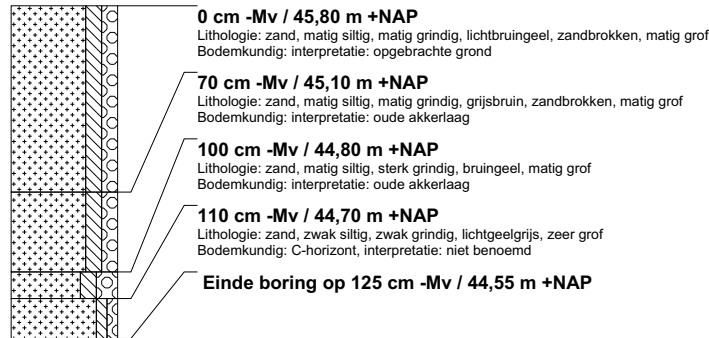 0 cm -Mv / 45,80 m +NAP
Lithologie: zand, matig siltig, matig grindig, lichtbruingeel, zandbrokken, matig grof
Bodemkundig: interpretatie: opgebrachte grond
70 cm -Mv / 45,10 m +NAP
Lithologie: zand, matig siltig, matig grindig, grijsbruin, zandbrokken, matig grof
Bodemkundig: interpretatie: oude akkerlaag
100 cm -Mv / 44,80 m +NAP
Lithologie: zand, matig siltig, sterk grindig, bruingeel, matig grof
Bodemkundig: interpretatie: oude akkerlaag
110 cm -Mv / 44,70 m +NAP
Lithologie: zand, zwak siltig, zwak grindig, lichtgeelgrijs, zeer grof
Bodemkundig: C-horizont, interpretatie: niet benoemd
Einde boring op 125 cm -Mv / 44,55 m +NAP